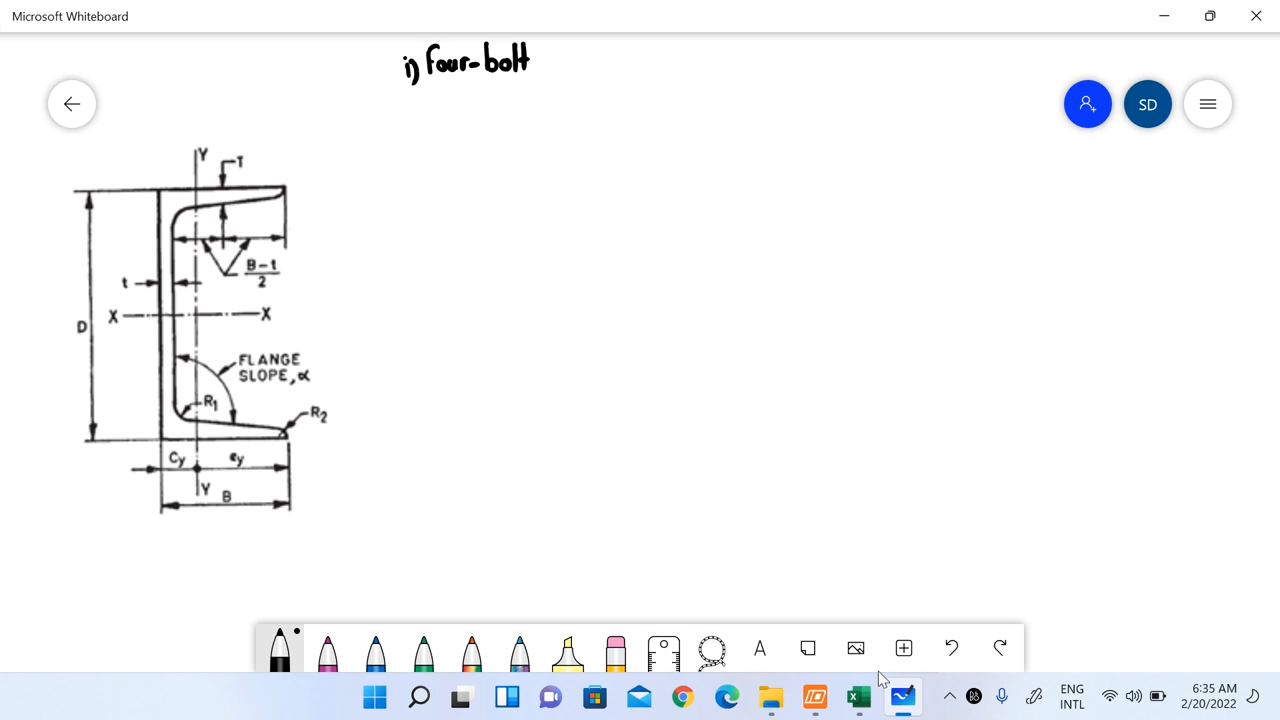 Microsoft Whiteboard
i) Four-bolt
SD
Y
T
B-t
2
t
X
X
D
FLANGE
SLOPE, α
R1
R2
Cy
ey
Y
B
A
ENG
INTL
6:35 AM
2/20/2022